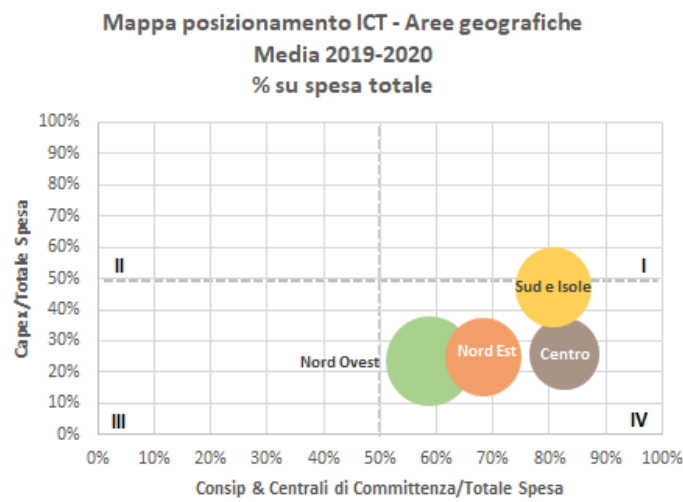 Mappa posizionamento ICT - Aree geografiche
Media 2019-2020
% su spesa totale
Capex/Totale Spesa
100%
90%
80%
70%
60%
50%
40%
30%
20%
10%
0%
II
I
Sud e Isole
Nord Ovest
Nord Est
Centro
III
IV
0%
10%
20%
30%
40%
50%
60%
70%
80%
90%
100%
Consip & Centrali di Committenza/Totale Spesa